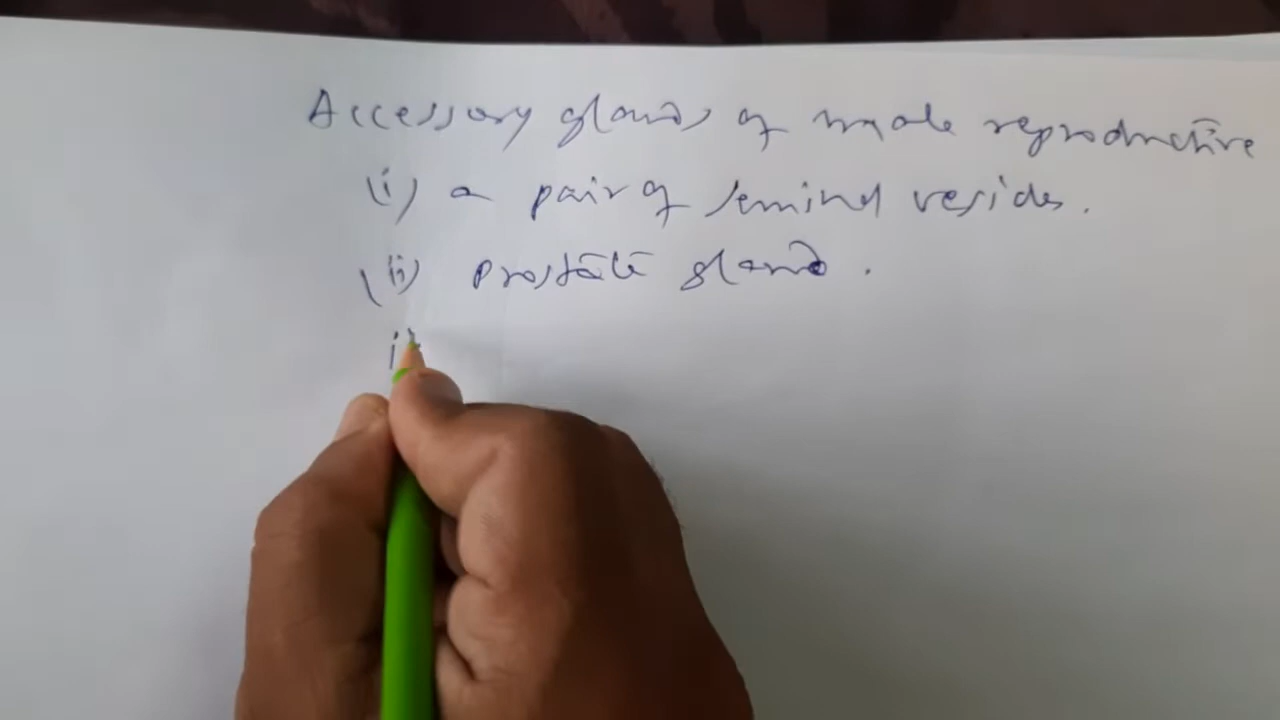 Accessory glands of male reproductive
(i) a pair of seminal vesicles.
(ii) Prostate gland.
i